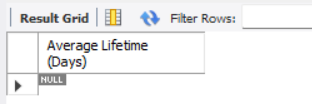 Result Grid Filter Rows:
Average Lifetime
(Days)
NULL